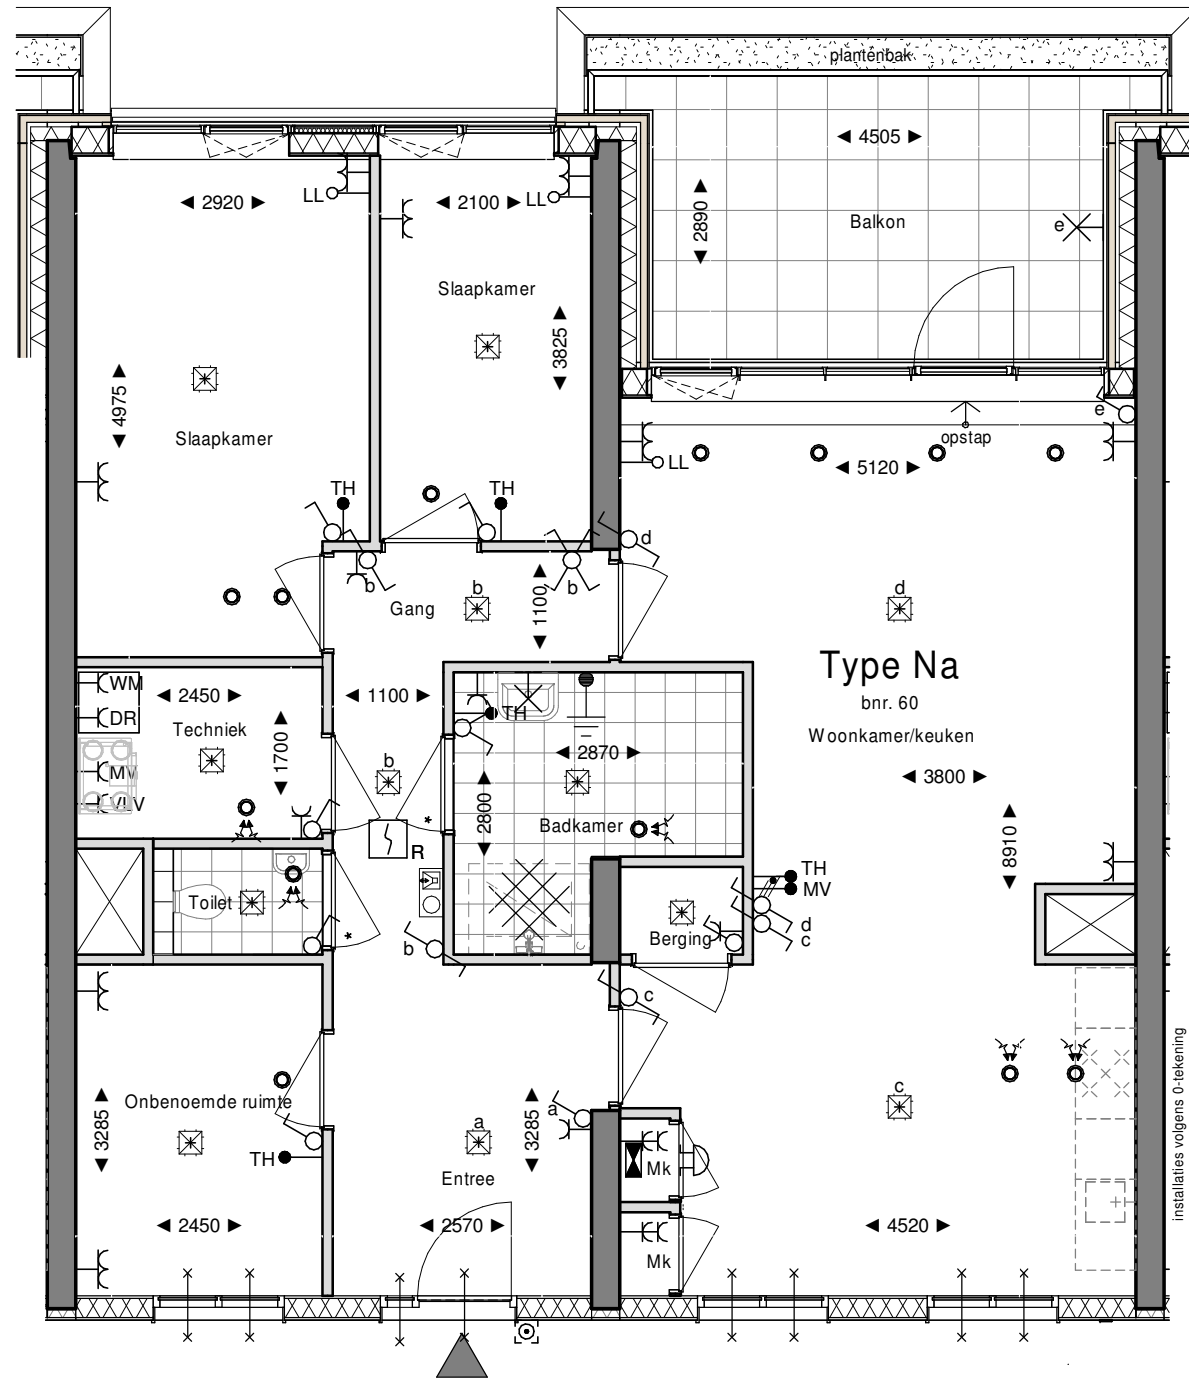 plantenbak
4505
2890
Balkon
e
2920
LL
2100
LL
Slaapkamer
3825
4975
Slaapkamer
e
opstap
5120
LL
TH
TH
d
b
b
Gang
b
1100
d
Type Na
bnr. 60
Woonkamer/keuken
3800
WM
DR
MV
VLV
2450
Techniek
1700
1100
b
TH
2870
2800
Badkamer
*
R
8910
TH
MV
d
c
Toilet
*
b
Berging
c
Onbenoemde ruimte
3285
TH
2450
a
a
Entree
3285
2570
Mk
Mk
c
4520
installaties volgens 0-tekening